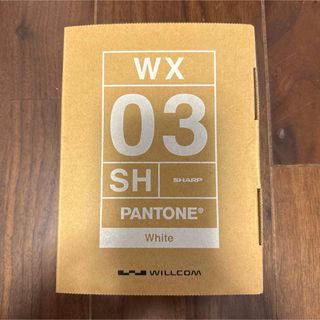 WX
03
SH SHARP
PANTONE®
White
WILLCOM